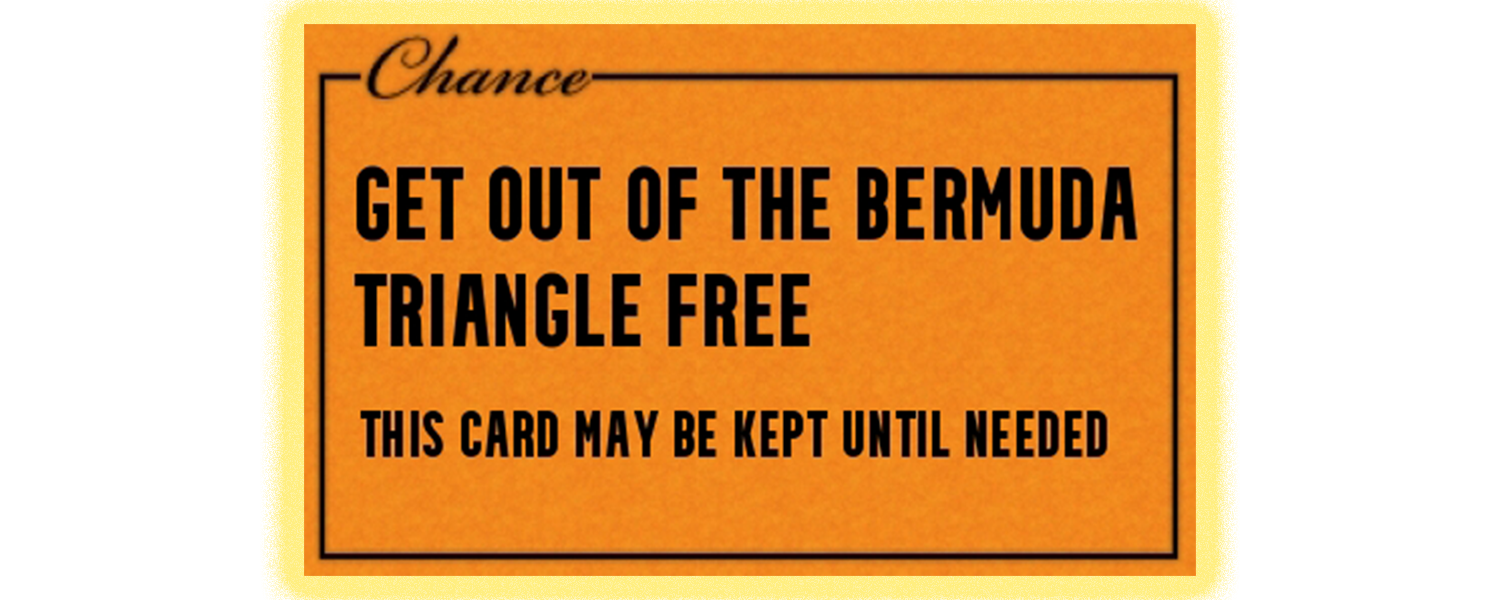 Chance
GET OUT OF THE BERMUDA
TRIANGLE FREE
THIS CARD MAY BE KEPT UNTIL NEEDED